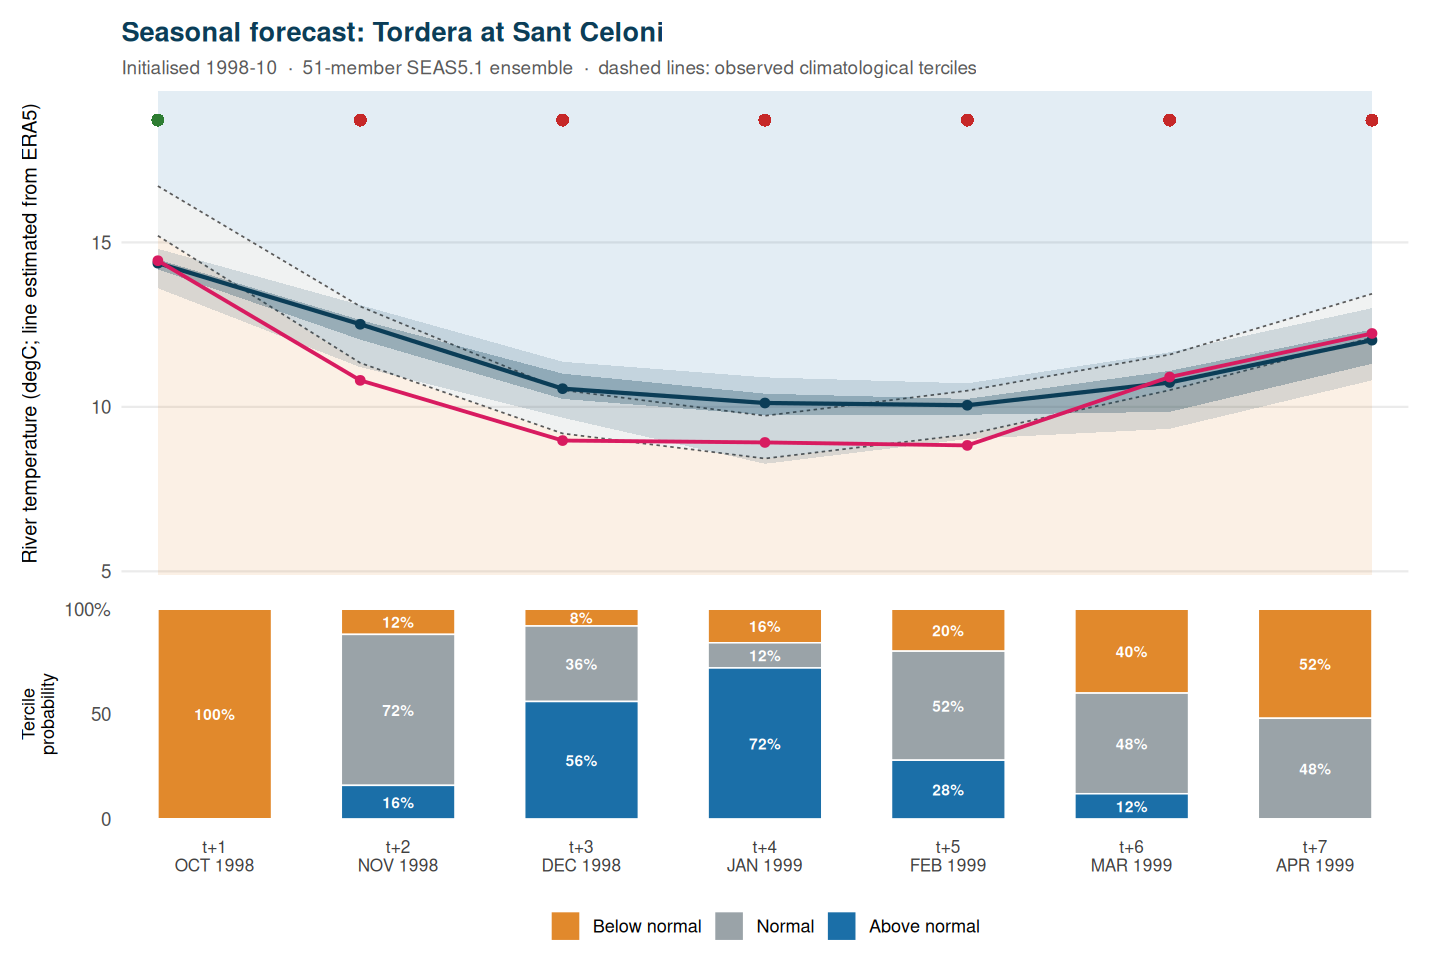 Seasonal forecast: Tordera at Sant Celoni
Initialised 1998-10 · 51-member SEAS5.1 ensemble · dashed lines: observed climatological terciles
River temperature (degC; line estimated from ERA5)
15
10
5
Tercile
probability
100%
50
0
100%
12%
72%
16%
8%
36%
56%
16%
12%
72%
20%
52%
28%
40%
48%
12%
52%
48%
t+1
OCT 1998
t+2
NOV 1998
t+3
DEC 1998
t+4
JAN 1999
t+5
FEB 1999
t+6
MAR 1999
t+7
APR 1999
Below normal
Normal
Above normal